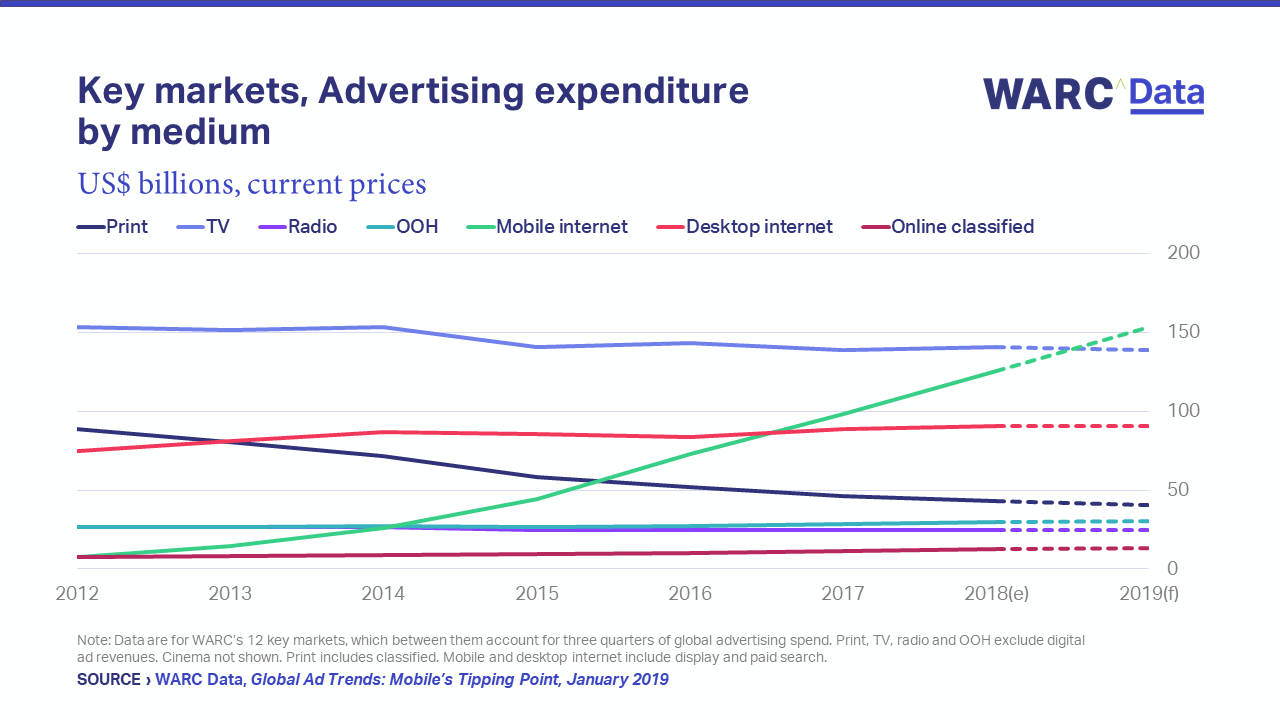 Key markets, Advertising expenditure
by medium
WARC^Data
US$ billions, current prices
Print TV Radio OOH Mobile internet Desktop internet Online classified
200
150
100
50
0
2012 2013 2014 2015 2016 2017 2018(e) 2019(f)
Note: Data are for WARC's 12 key markets, which between them account for three quarters of global advertising spend. Print, TV, radio and OOH exclude digital
ad revenues. Cinema not shown. Print includes classified. Mobile and desktop internet include display and paid search.
SOURCE › WARC Data, Global Ad Trends: Mobile's Tipping Point, January 2019